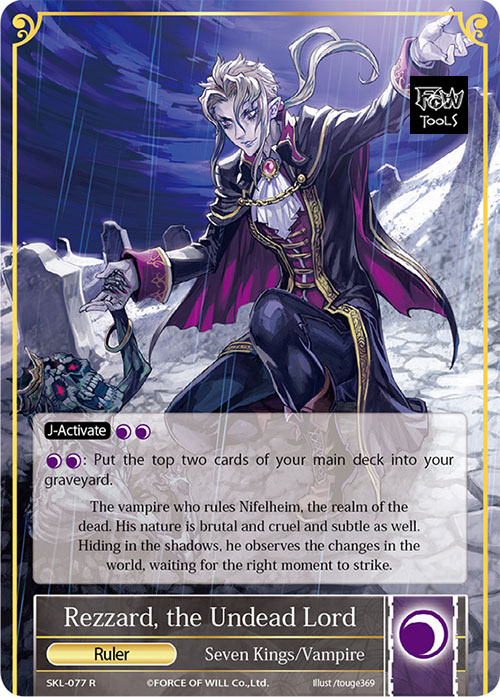 FOW
TOOLS
J-Activate
: Put the top two cards of your main deck into your
graveyard.
The vampire who rules Nifelheim, the realm of the
dead. His nature is brutal and cruel and subtle as well.
Hiding in the shadows, he observes the changes in the
world, waiting for the right moment to strike.
Rezzard, the Undead Lord
Ruler
Seven Kings/Vampire
SKL-077 R ©FORCE OF WILL Co.,Ltd. Illust /touge369